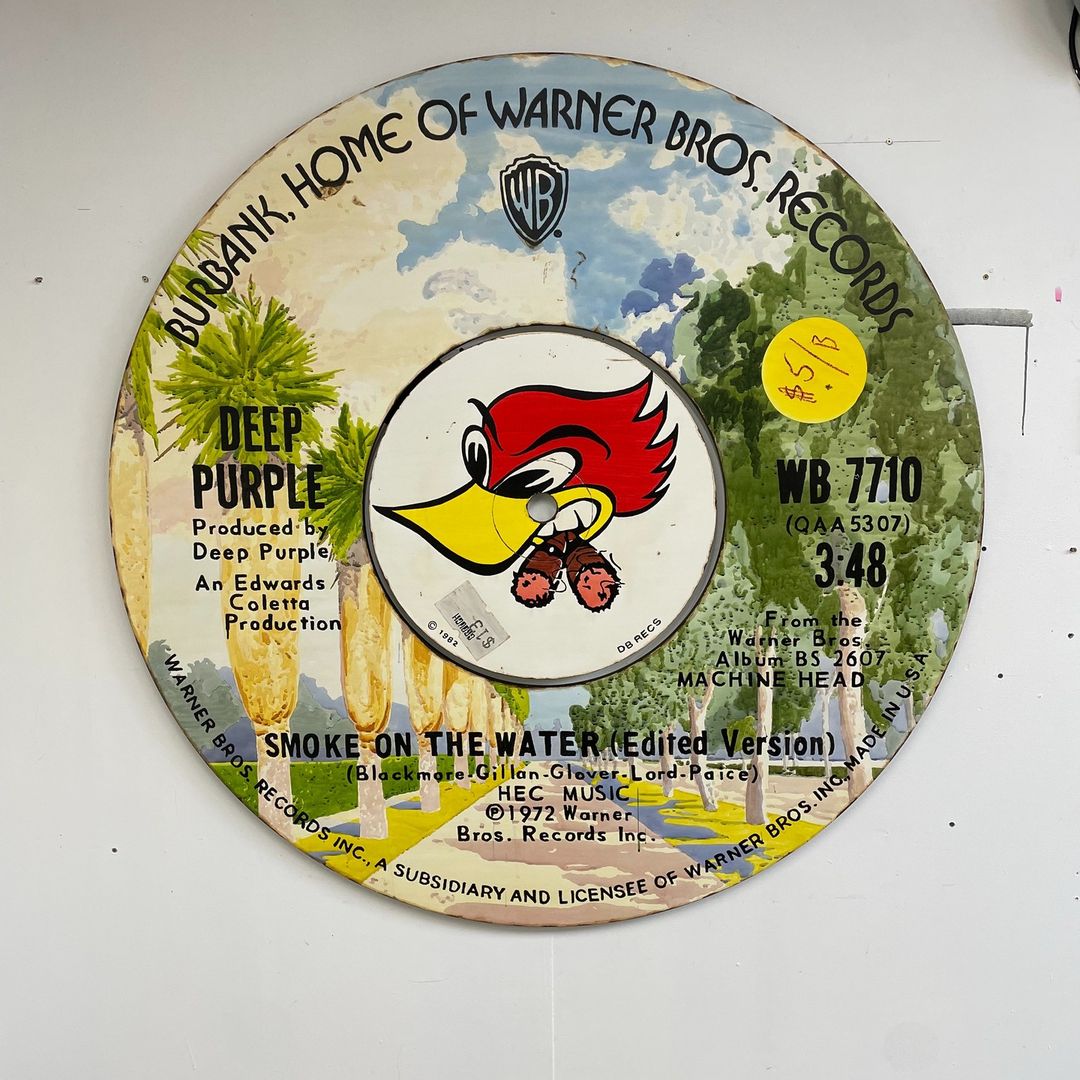 BURBANK, HOME OF WARNER BROS. RECORDS
WB
$5./B
DEEP
PURPLE
Produced by
Deep Purple
An Edwards
Coletta
Production
WB 7710
(QAA5307)
3:48
From the
Warner Bros.
Album BS 2607
MACHINE HEAD
© 1982
$1.3
DB RECS
SMOKE ON THE WATER (Edited Version)
(Blackmore-Gillan-Glover-Lord-Paice)
HEC MUSIC
℗1972 Warner
Bros. Records Inc.
WARNER BROS. RECORDS INC., A SUBSIDIARY AND LICENSEE OF WARNER BROS. INC., MADE IN U.S.A